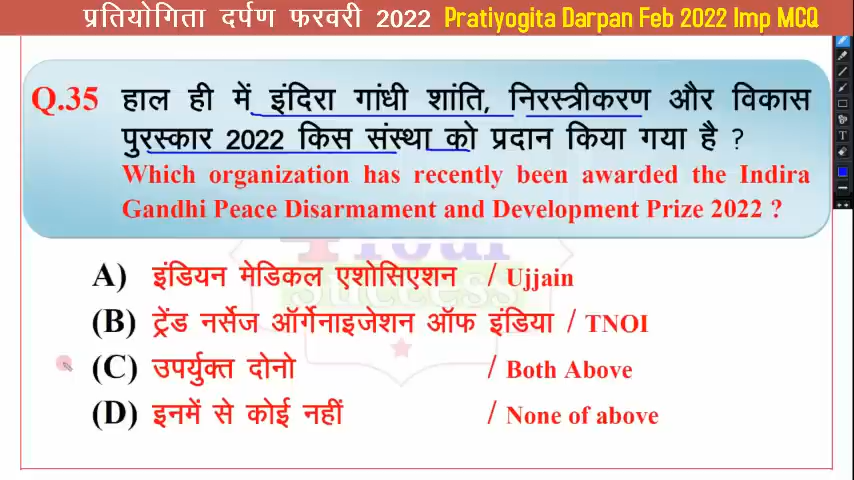 प्रतियोगिता दर्पण फरवरी 2022 Pratiyogita Darpan Feb 2022 Imp MCQ
Q.35 हाल ही में इंदिरा गांधी शांति, निरस्त्रीकरण और विकास
पुरस्कार 2022 किस संस्था को प्रदान किया गया है ?
Which organization has recently been awarded the Indira
Gandhi Peace Disarmament and Development Prize 2022 ?
A) इंडियन मेडिकल एशोसिएशन / Ujjain
(B) ट्रेंड नर्सेज ऑर्गेनाइजेशन ऑफ इंडिया / TNOI
(C) उपर्युक्त दोनो / Both Above
(D) इनमें से कोई नहीं / None of above